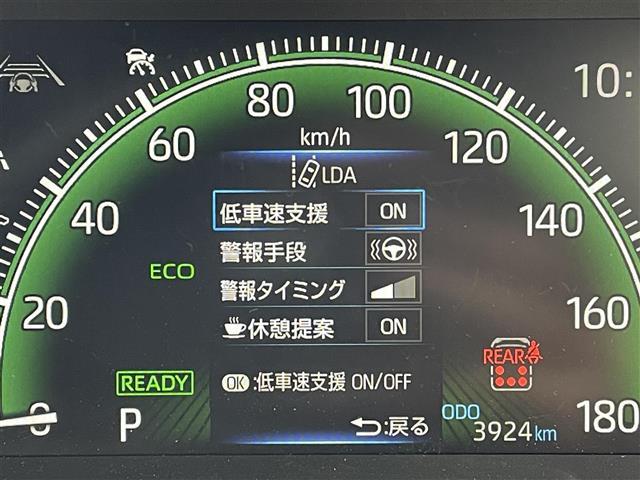 10:
80
100
km/h
60
120
LDA
低車速支援 ON
40
140
警報手段
ECO
警報タイミング
20
160
休憩提案 ON
REAR
READY
OK:低車速支援 ON/OFF
0
P
戻る
ODO
3924km
180